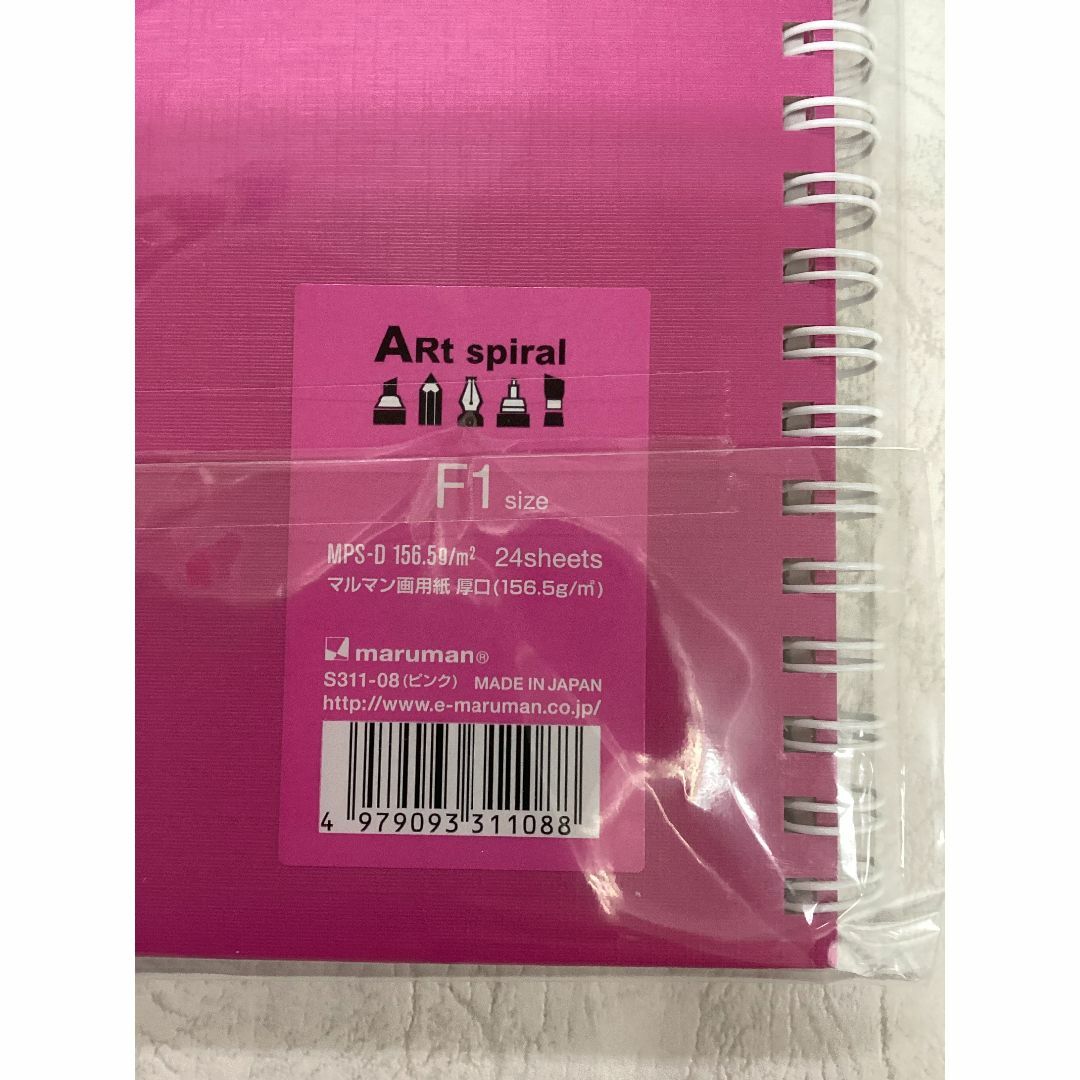 ARt spiral
F1 size
MPS-D 156.5g/m² 24sheets
マルマン画用紙 厚口(156.5g/㎡)
maruman®
S311-08(ピンク) MADE IN JAPAN
http://www.e-maruman.co.jp/
4 979093 311088